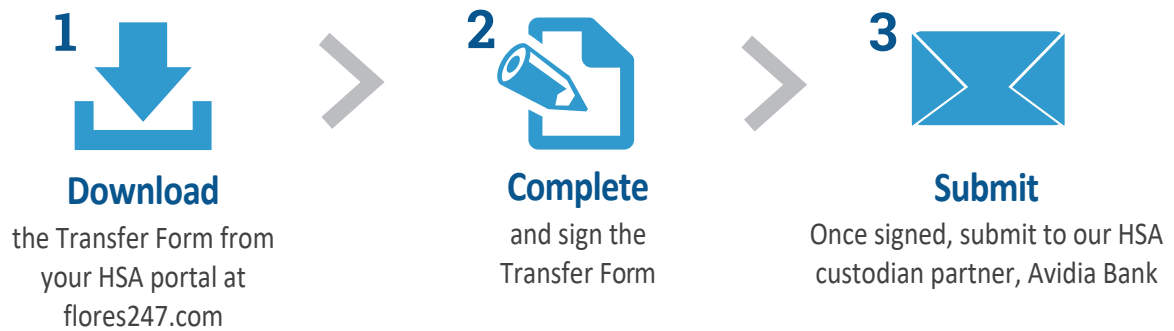 1
Download
the Transfer Form from
your HSA portal at
flores247.com
2
Complete
and sign the
Transfer Form
3
Submit
Once signed, submit to our HSA
custodian partner, Avidia Bank